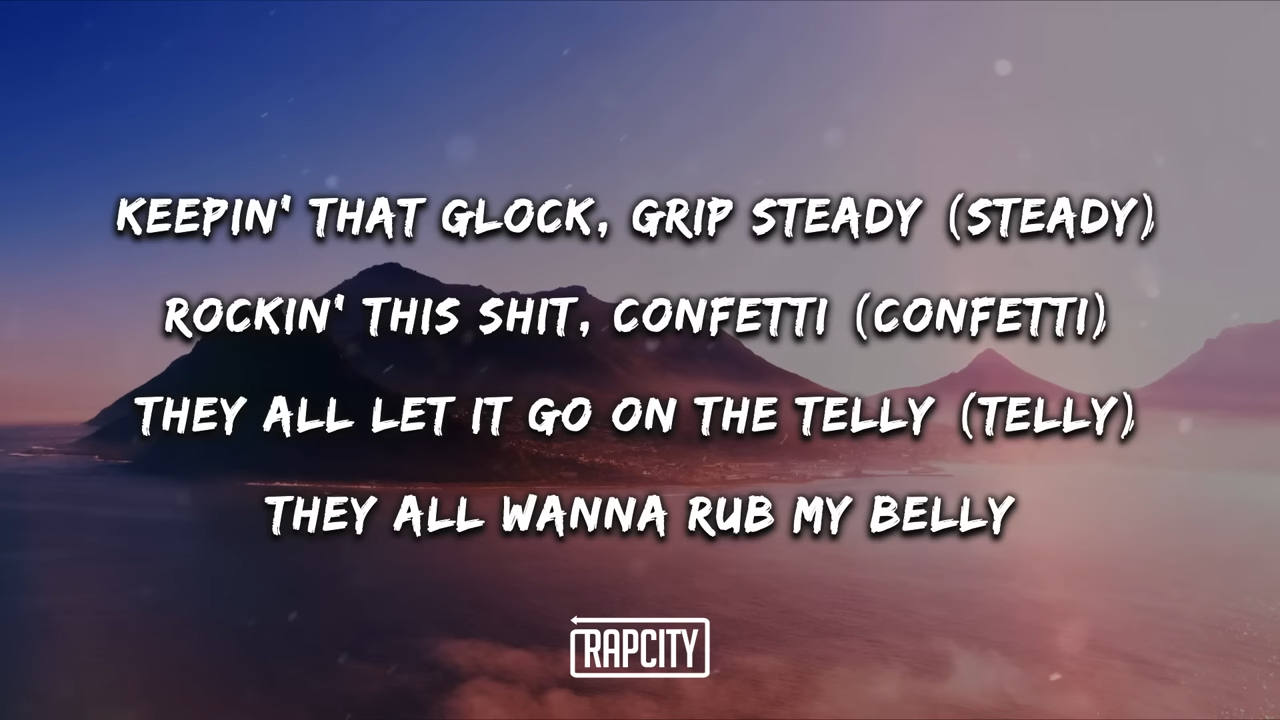 KEEPIN' THAT GLOCK, GRIP STEADY (STEADY)
ROCKIN' THIS SHIT, CONFETTI (CONFETTI)
THEY ALL LET IT GO ON THE TELLY (TELLY)
THEY ALL WANNA RUB MY BELLY
RAPCITY